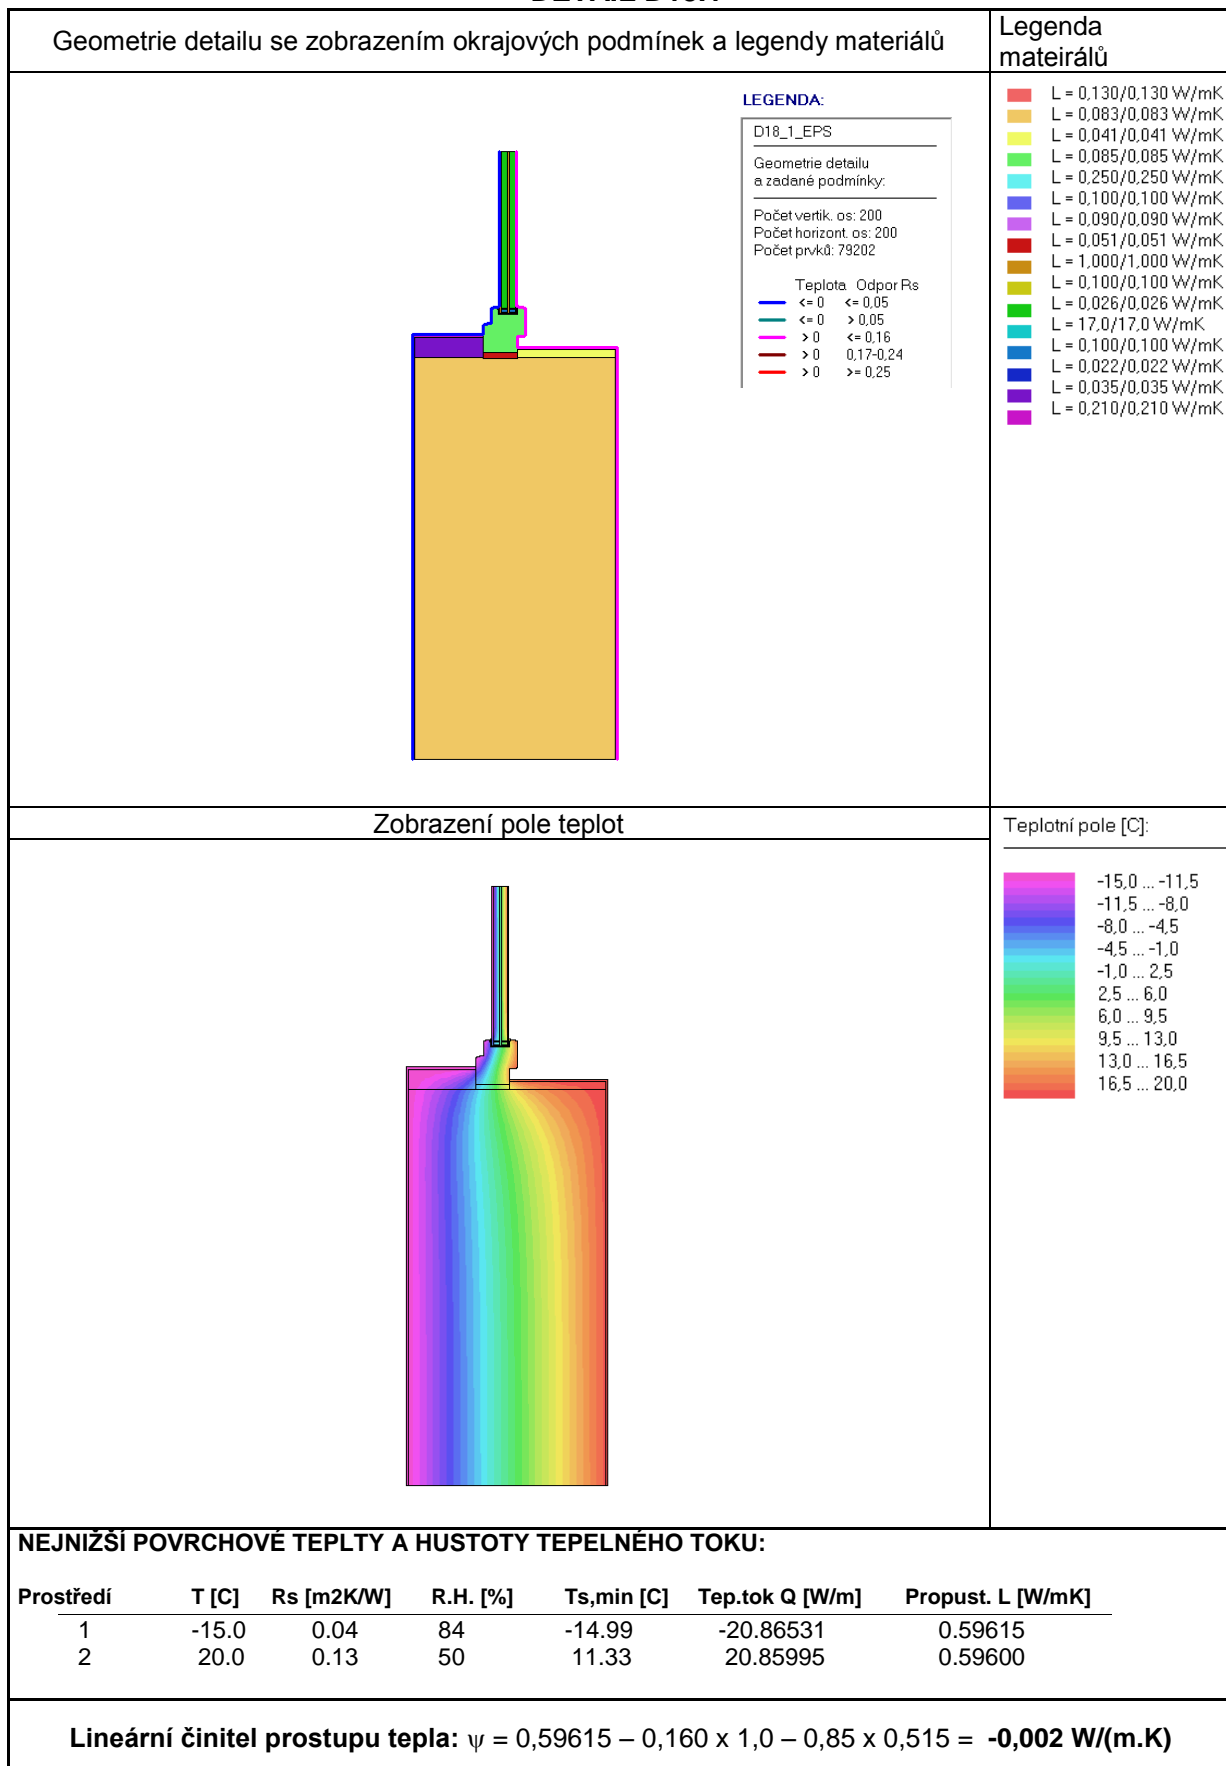 Geometrie detailu se zobrazením okrajových podmínek a legendy materiálů
Legenda
mateirálů
LEGENDA:
D18_1_EPS
Geometrie detailu
a zadané podmínky:
Počet vertik. os: 200
Počet horizont. os: 200
Počet prvků: 79202
Teplota Odpor Rs
<= 0 <= 0,05
<= 0 > 0,05
> 0 <= 0,16
> 0 0,17-0,24
> 0 >= 0,25
L = 0,130/0,130 W/mK
L = 0,083/0,083 W/mK
L = 0,041/0,041 W/mK
L = 0,085/0,085 W/mK
L = 0,250/0,250 W/mK
L = 0,100/0,100 W/mK
L = 0,090/0,090 W/mK
L = 0,051/0,051 W/mK
L = 1,000/1,000 W/mK
L = 0,100/0,100 W/mK
L = 0,026/0,026 W/mK
L = 17,0/17,0 W/mK
L = 0,100/0,100 W/mK
L = 0,022/0,022 W/mK
L = 0,035/0,035 W/mK
L = 0,210/0,210 W/mK
Zobrazení pole teplot
Teplotní pole [C]:
-15,0 ... -11,5
-11,5 ... -8,0
-8,0 ... -4,5
-4,5 ... -1,0
-1,0 ... 2,5
2,5 ... 6,0
6,0 ... 9,5
9,5 ... 13,0
13,0 ... 16,5
16,5 ... 20,0
NEJNIŽŠÍ POVRCHOVÉ TEPLTY A HUSTOTY TEPELNÉHO TOKU:
Prostředí T [C] Rs [m2K/W] R.H. [%] Ts,min [C] Tep.tok Q [W/m] Propust. L [W/mK]
1 -15.0 0.04 84 -14.99 -20.86531 0.59615
2 20.0 0.13 50 11.33 20.85995 0.59600
Lineární činitel prostupu tepla: ψ = 0,59615 – 0,160 x 1,0 – 0,85 x 0,515 = -0,002 W/(m.K)